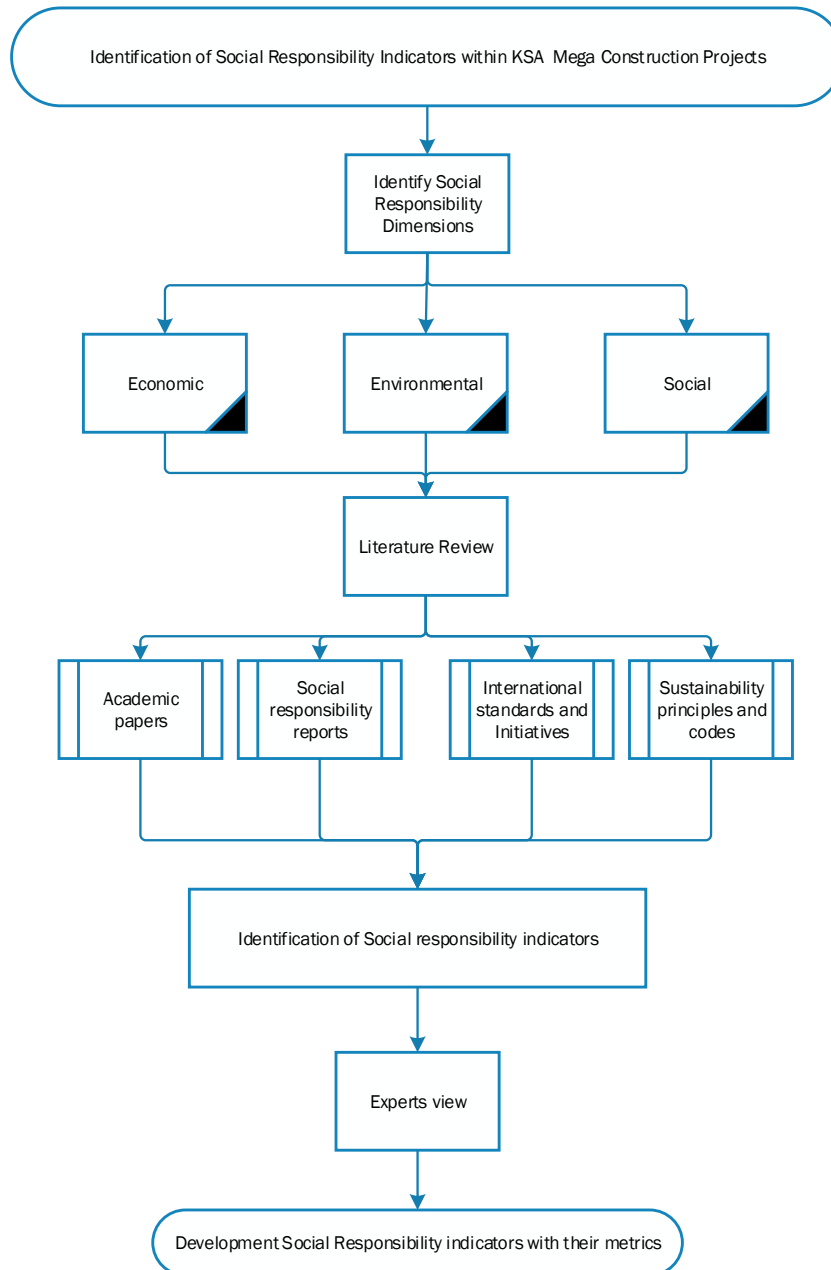 Identification of Social Responsibility Indicators within KSA Mega Construction Projects
Identify Social
Responsibility
Dimensions
Economic
Environmental
Social
Literature Review
Academic
papers
Social
responsibility
reports
International
standards and
Initiatives
Sustainability
principles and
codes
Identification of Social responsibility indicators
Experts view
Development Social Responsibility indicators with their metrics